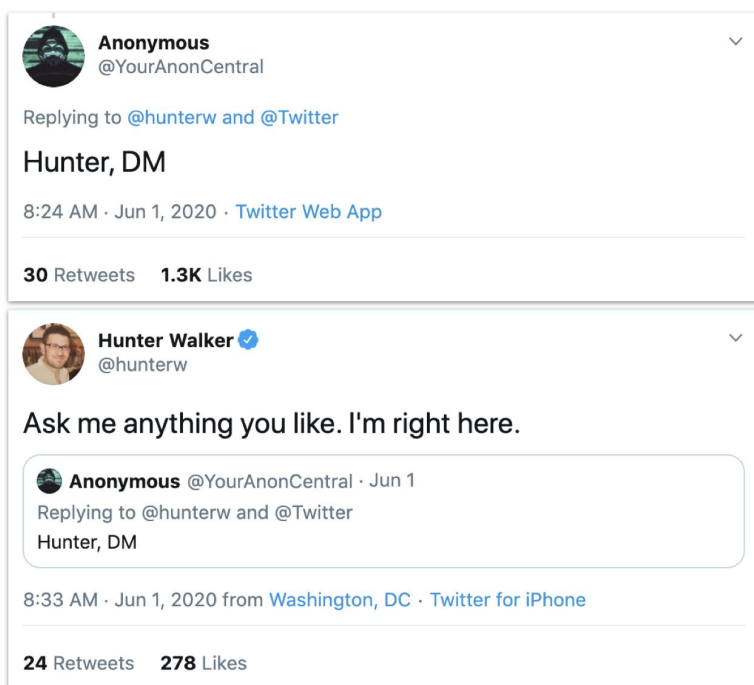 Anonymous
@YourAnonCentral
Replying to @hunterw and @Twitter
Hunter, DM
8:24 AM · Jun 1, 2020 · Twitter Web App
30 Retweets 1.3K Likes
Hunter Walker
@hunterw
Ask me anything you like. I'm right here.
Anonymous @YourAnonCentral · Jun 1
Replying to @hunterw and @Twitter
Hunter, DM
8:33 AM · Jun 1, 2020 from Washington, DC · Twitter for iPhone
24 Retweets 278 Likes